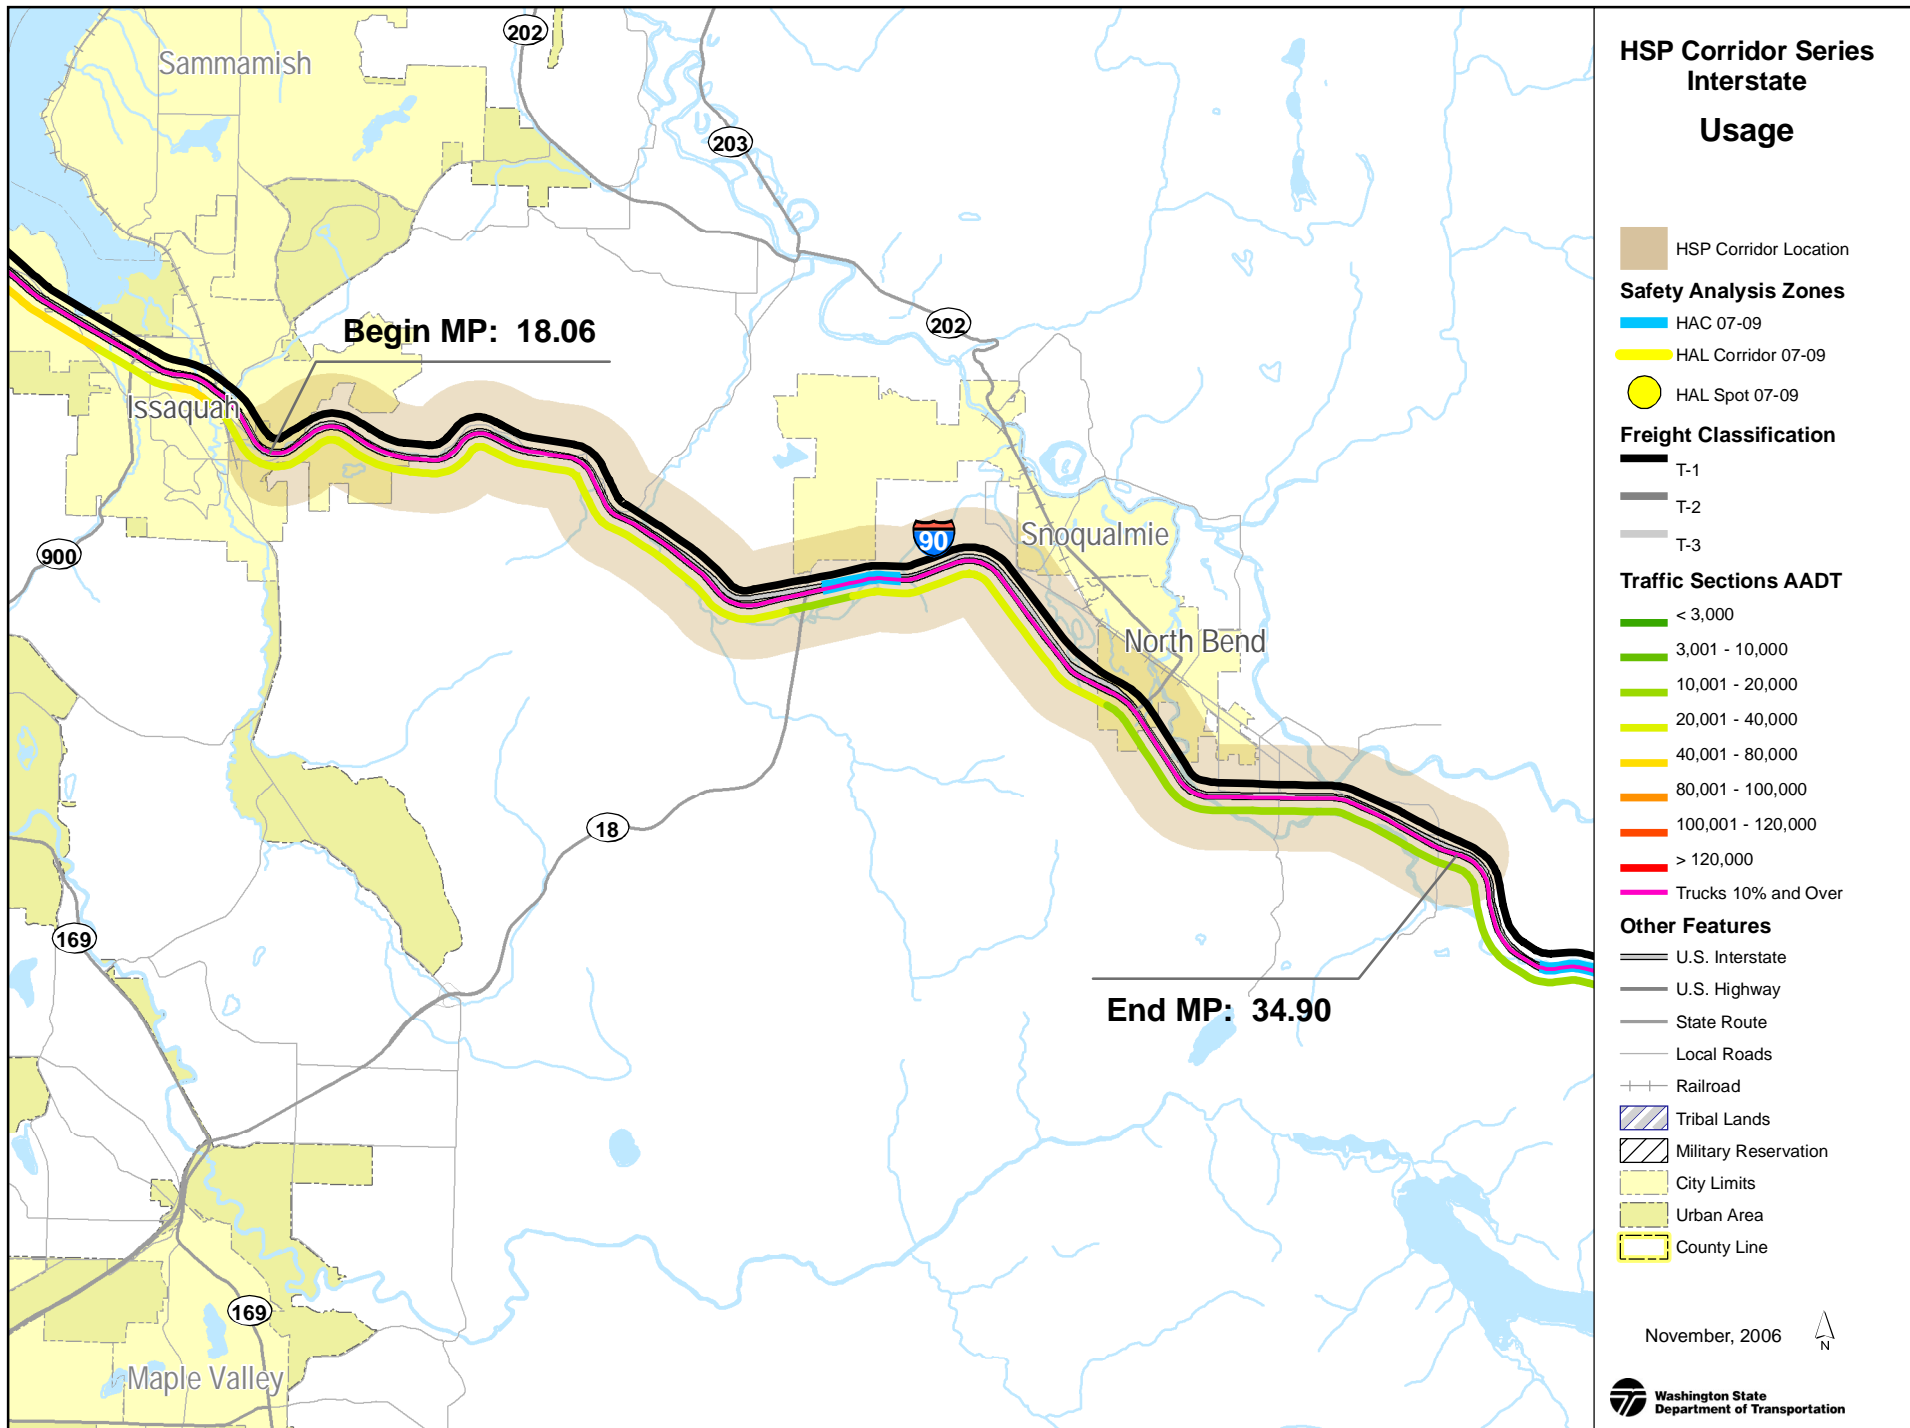 Sammamish
202
203
202
Begin MP:  18.06
Issaquah
900
90
Snoqualmie
North Bend
18
169
End MP:  34.90
169
Maple Valley
HSP Corridor Series
Interstate
Usage
HSP Corridor Location
Safety Analysis Zones
HAC 07-09
HAL Corridor 07-09
HAL Spot 07-09
Freight Classification
T-1
T-2
T-3
Traffic Sections AADT
< 3,000
3,001 - 10,000
10,001 - 20,000
20,001 - 40,000
40,001 - 80,000
80,001 - 100,000
100,001 - 120,000
> 120,000
Trucks 10% and Over
Other Features
U.S. Interstate
U.S. Highway
State Route
Local Roads
Railroad
Tribal Lands
Military Reservation
City Limits
Urban Area
County Line
November, 2006
N
Washington State
Department of Transportation